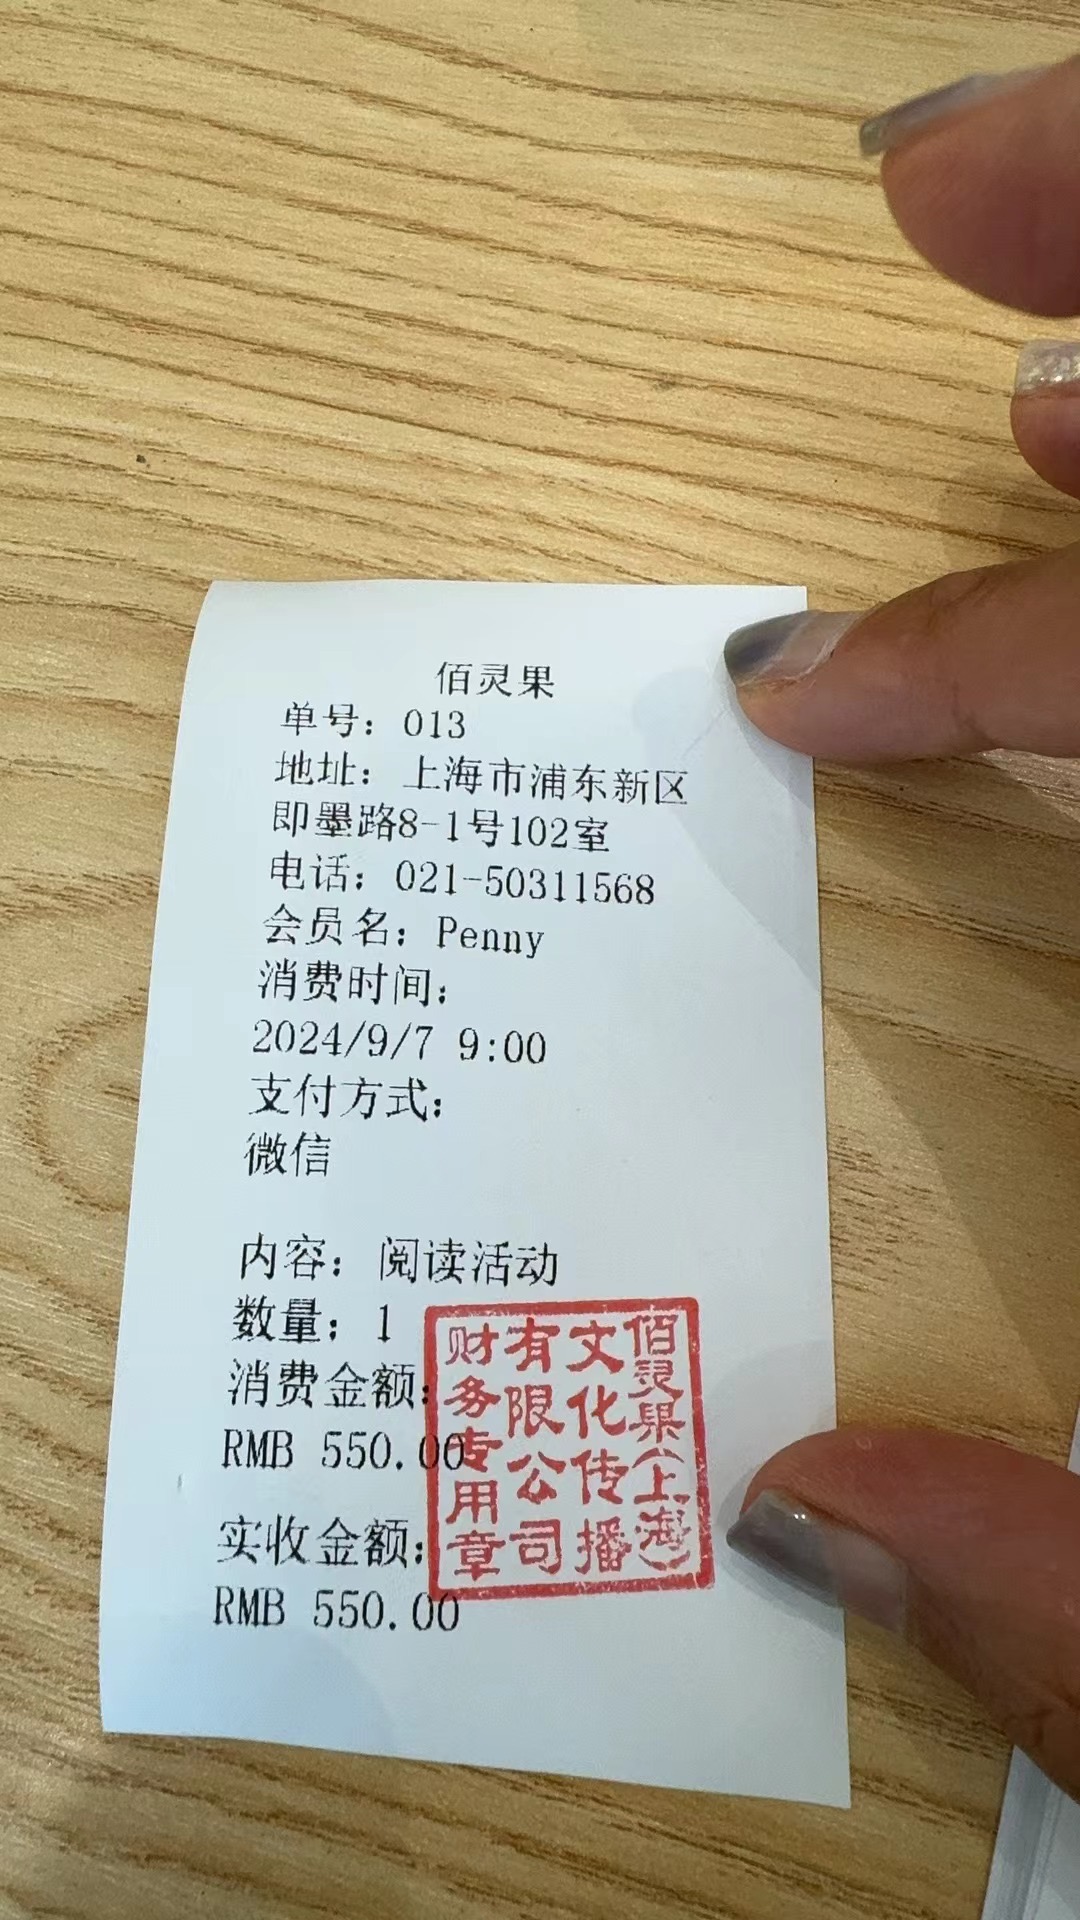 佰灵果
单号：013
地址：上海市浦东新区
即墨路8-1号102室
电话：021-50311568
会员名：Penny
消费时间：
2024/9/7 9:00
支付方式：
微信
内容：阅读活动
数量：1
消费金额：
RMB 550.00
实收金额：
RMB 550.00
佰灵果（上海）
文化传播
有限公司
财务专用章